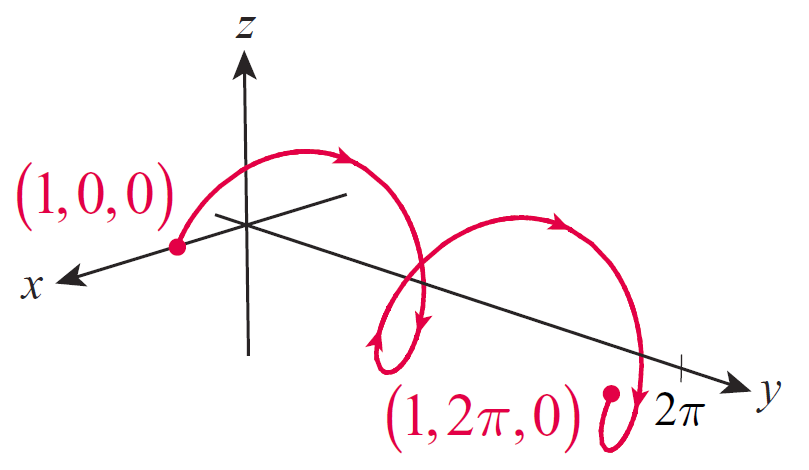 z
(1, 0, 0)
x
(1, 2π, 0)
2π
y